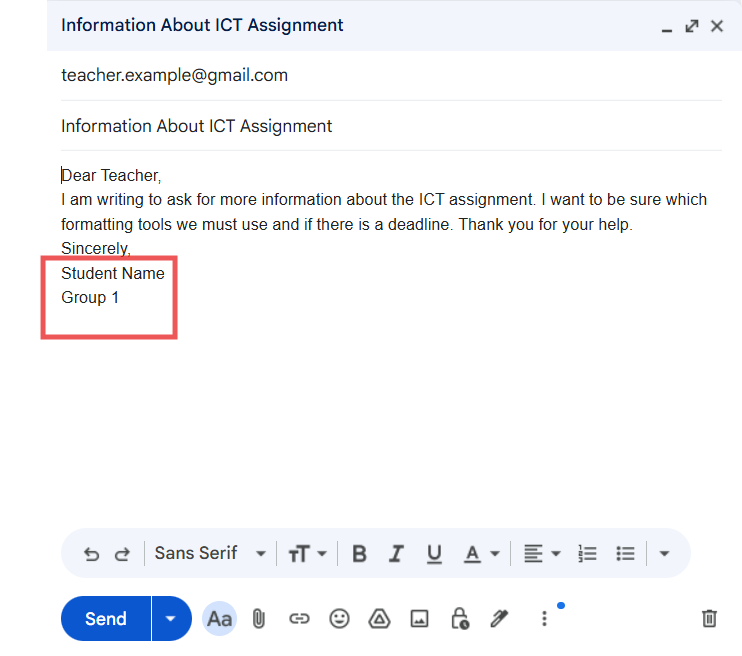 Information About ICT Assignment
teacher.example@gmail.com
Information About ICT Assignment
Dear Teacher,
I am writing to ask for more information about the ICT assignment. I want to be sure which
formatting tools we must use and if there is a deadline. Thank you for your help.
Sincerely,
Student Name
Group 1
Sans Serif
Send Aa